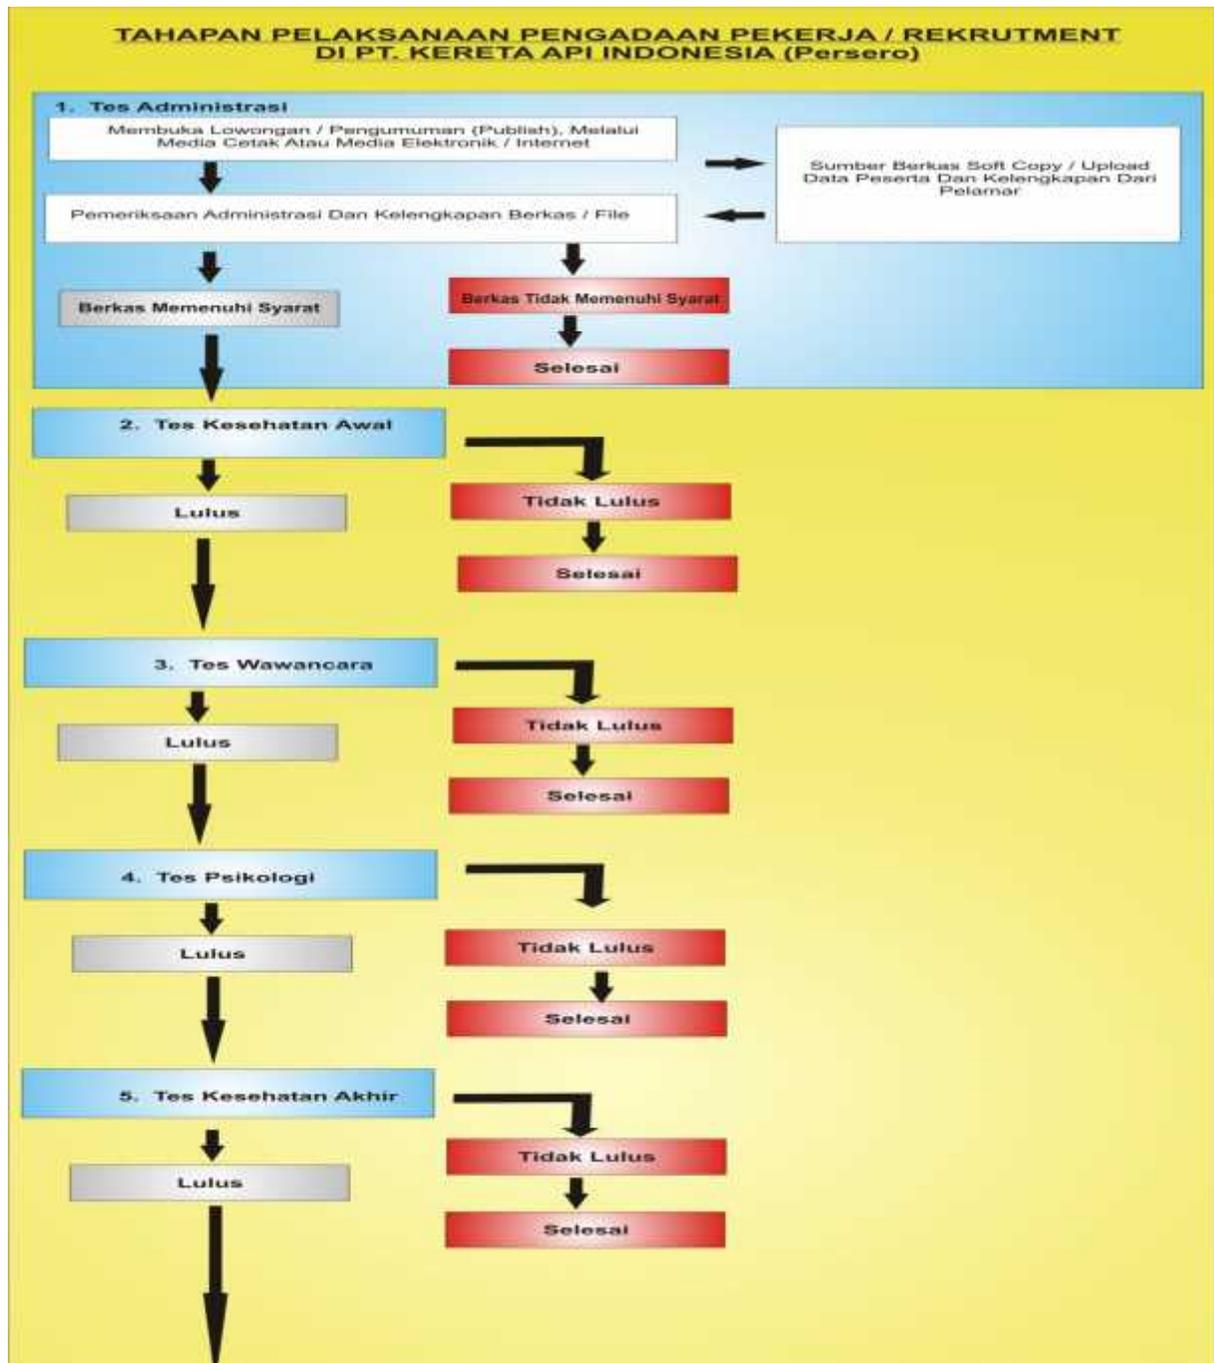 TAHAPAN PELAKSANAAN PENGADAAN PEKERJA / REKRUTMENT
DI PT. KERETA API INDONESIA (Persero)
1. Tes Administrasi
Membuka Lowongan / Pengumuman (Publish), Melalui
Media Cetak Atau Media Elektronik / Internet
Sumber Berkas Soft Copy / Upload
Data Peserta Dan Kelengkapan Dari
Pelamar
Pemeriksaan Administrasi Dan Kelengkapan Berkas / File
Berkas Memenuhi Syarat
Berkas Tidak Memenuhi Syarat
Selesai
2. Tes Kesehatan Awal
Lulus
Tidak Lulus
Selesai
3. Tes Wawancara
Lulus
Tidak Lulus
Selesai
4. Tes Psikologi
Lulus
Tidak Lulus
Selesai
5. Tes Kesehatan Akhir
Lulus
Tidak Lulus
Selesai